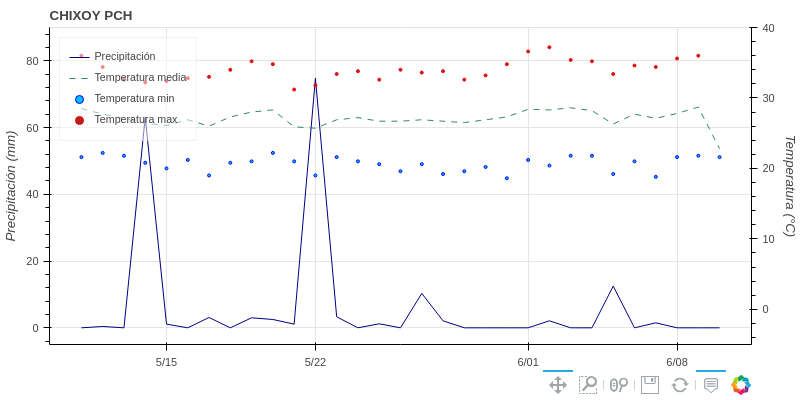 CHIXOY PCH
Precipitación
Temperatura media
Temperatura min
Temperatura max
Precipitación (mm)
80
60
40
20
0
Temperatura (°C)
40
30
20
10
0
5/15
5/22
6/01
6/08